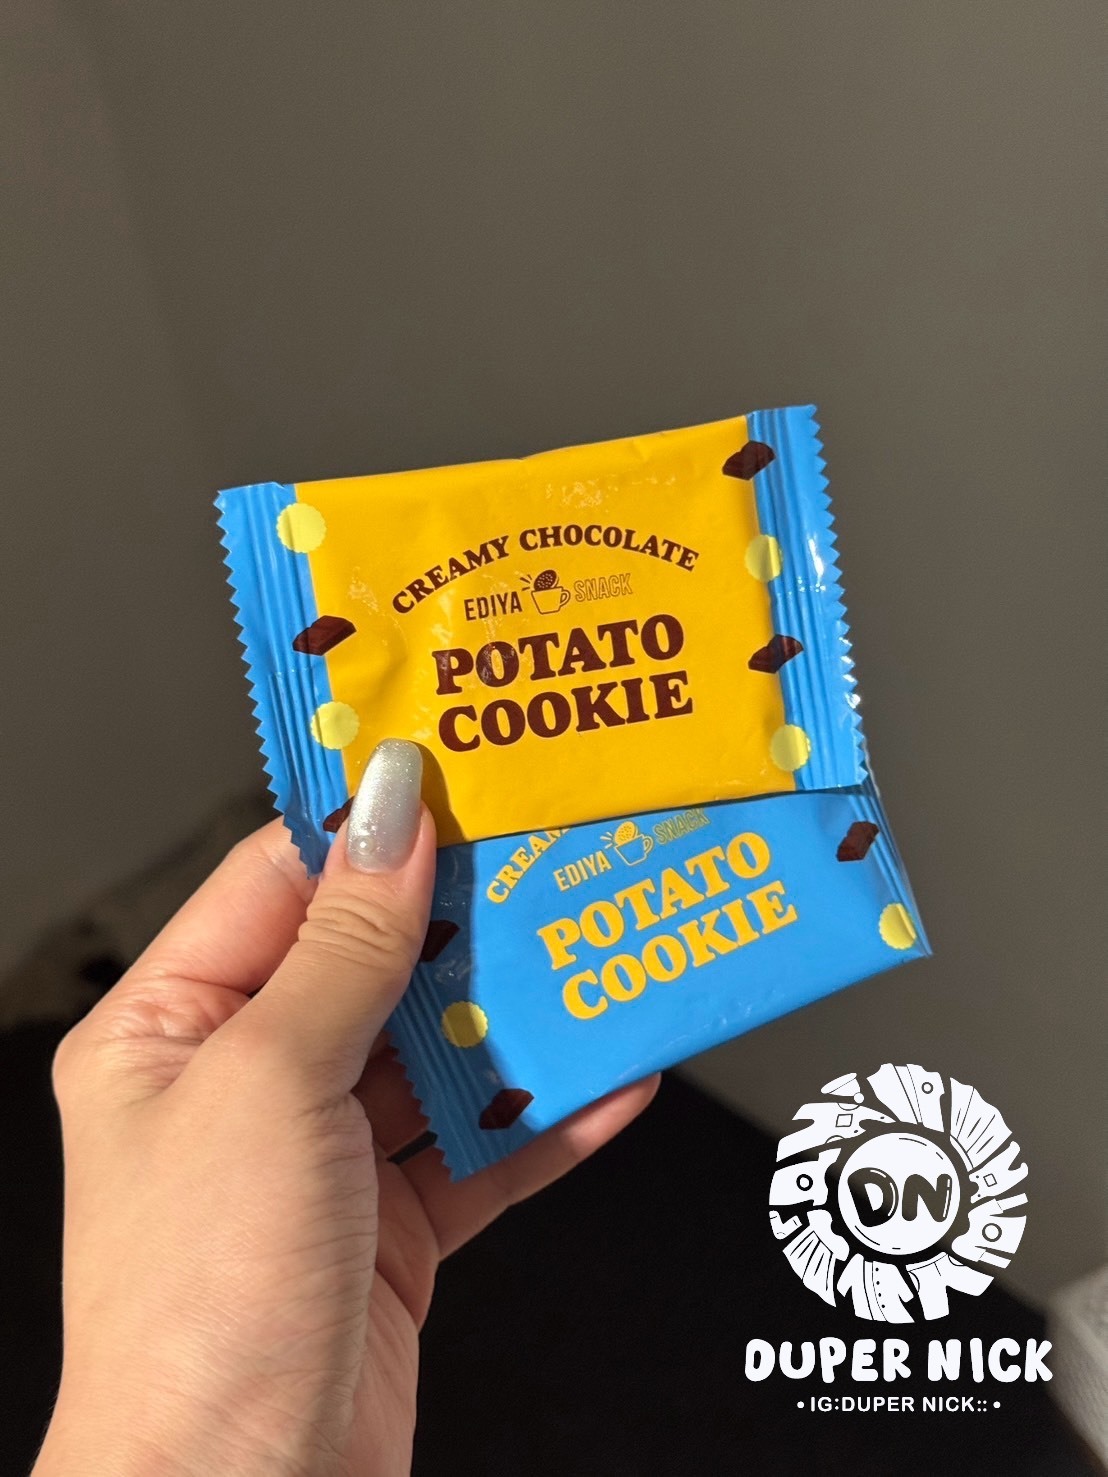 CREAMY CHOCOLATE
EDIYA SNACK
POTATO
COOKIE
CREAM
EDIYA SNACK
POTATO
COOKIE
DN
DUPER NICK
• IG:DUPER NICK:: •